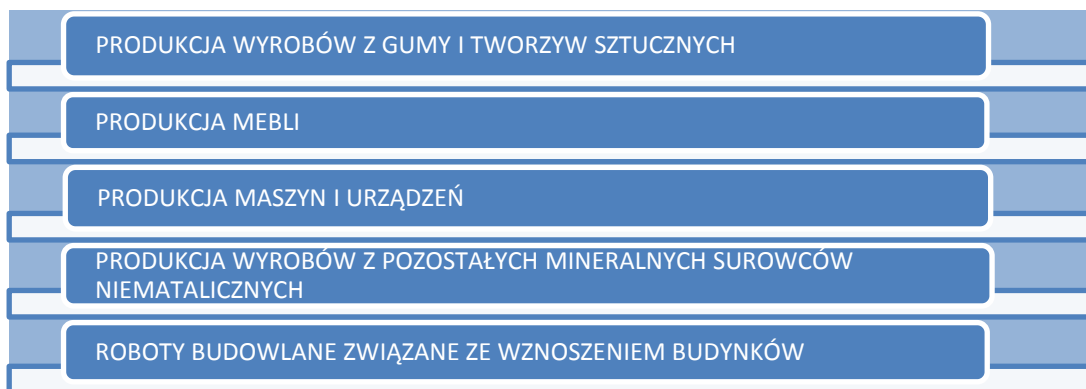 PRODUKCJA WYROBÓW Z GUMY I TWORZYW SZTUCZNYCH
PRODUKCJA MEBLI
PRODUKCJA MASZYN I URZĄDZEŃ
PRODUKCJA WYROBÓW Z POZOSTAŁYCH MINERALNYCH SUROWCÓW
NIEMATALICZNYCH
ROBOTY BUDOWLANE ZWIĄZANE ZE WZNOSZENIEM BUDYNKÓW